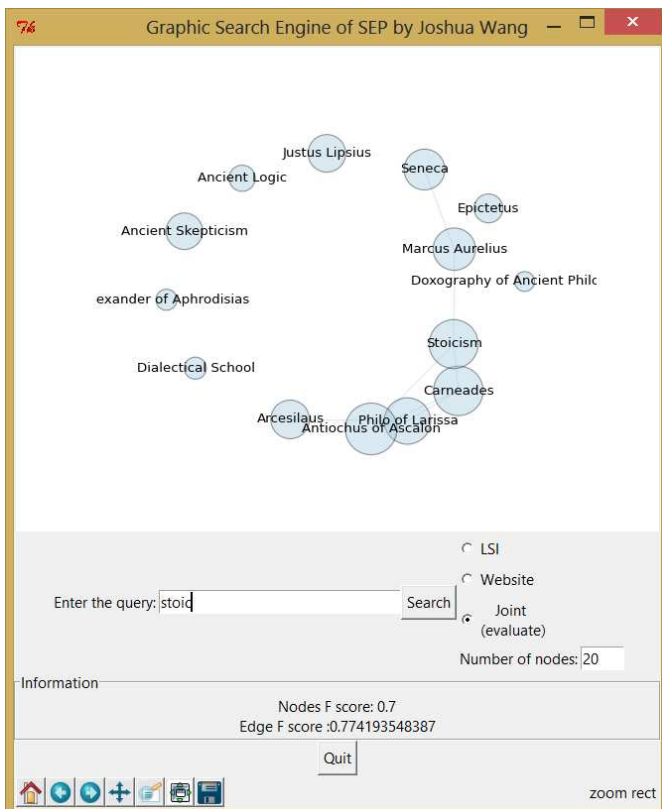 Graphic Search Engine of SEP by Joshua Wang
Justus Lipsius
Seneca
Ancient Logic
Epictetus
Ancient Skepticism
Marcus Aurelius
Doxography of Ancient Philo
exander of Aphrodisias
Stoicism
Dialectical School
Carneades
Arcesilaus
Philo of Larissa
Antiochus of Ascalon
LSI
Website
Enter the query: stoic
Search
Joint
(evaluate)
Number of nodes: 20
Information
Nodes F score: 0.7
Edge F score :0.774193548387
Quit
zoom rect